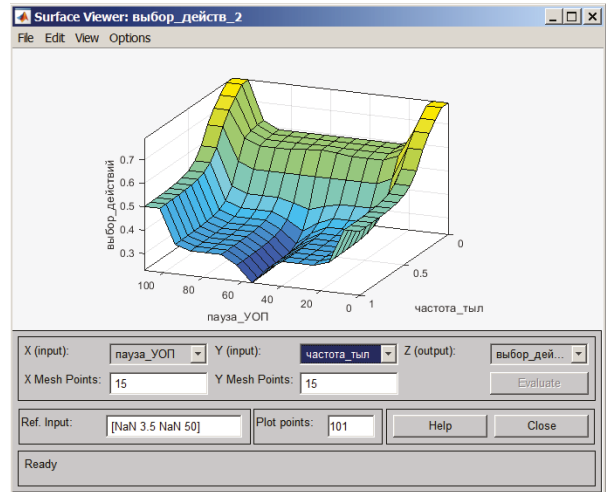 Surface Viewer: выбор_действ_2
File Edit View Options
0.7
0.6
0.5
0.4
0.3
выбор_действий
100
80
60
40
20
0
пауза_УОП
1
0.5
0
частота_тыл
X (input): пауза_УОП Y (input): частота_тыл Z (output): выбор_дей...
X Mesh Points: 15 Y Mesh Points: 15 Evaluate
Ref. Input: [NaN 3.5 NaN 50] Plot points: 101 Help Close
Ready